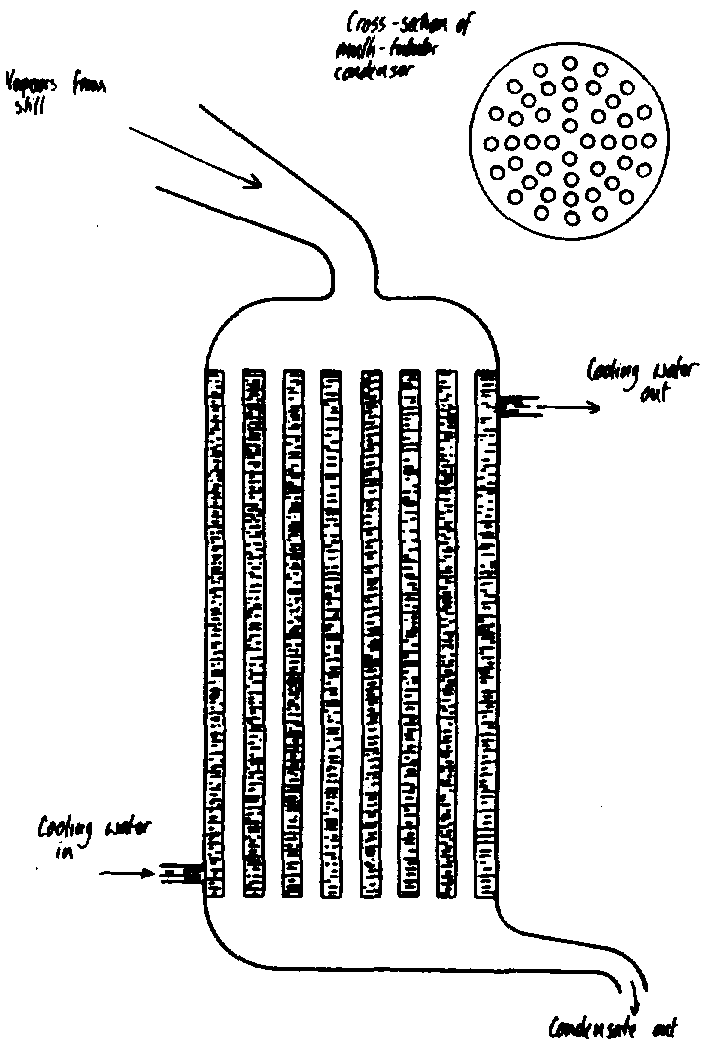 Cross-section of
multi-tubular
condenser
Vapours from
still
Cooling water
out
Cooling water
in
Condensate out